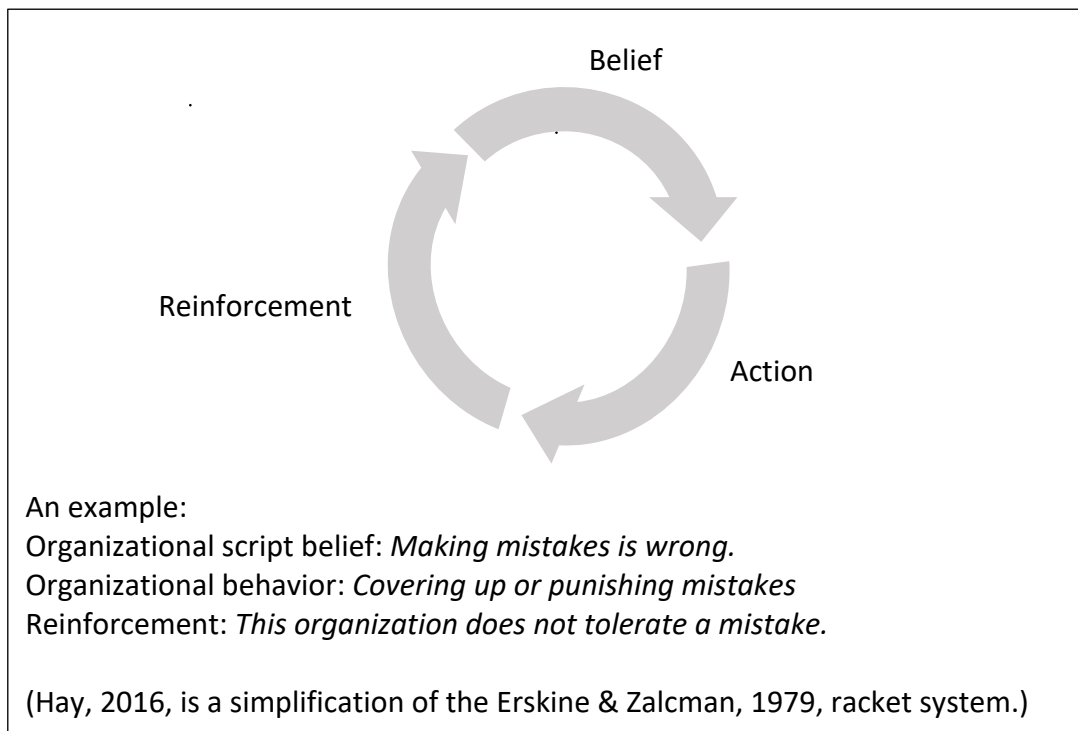 Belief
Reinforcement
Action
An example:
Organizational script belief: Making mistakes is wrong.
Organizational behavior: Covering up or punishing mistakes
Reinforcement: This organization does not tolerate a mistake.
(Hay, 2016, is a simplification of the Erskine & Zalcman, 1979, racket system.)